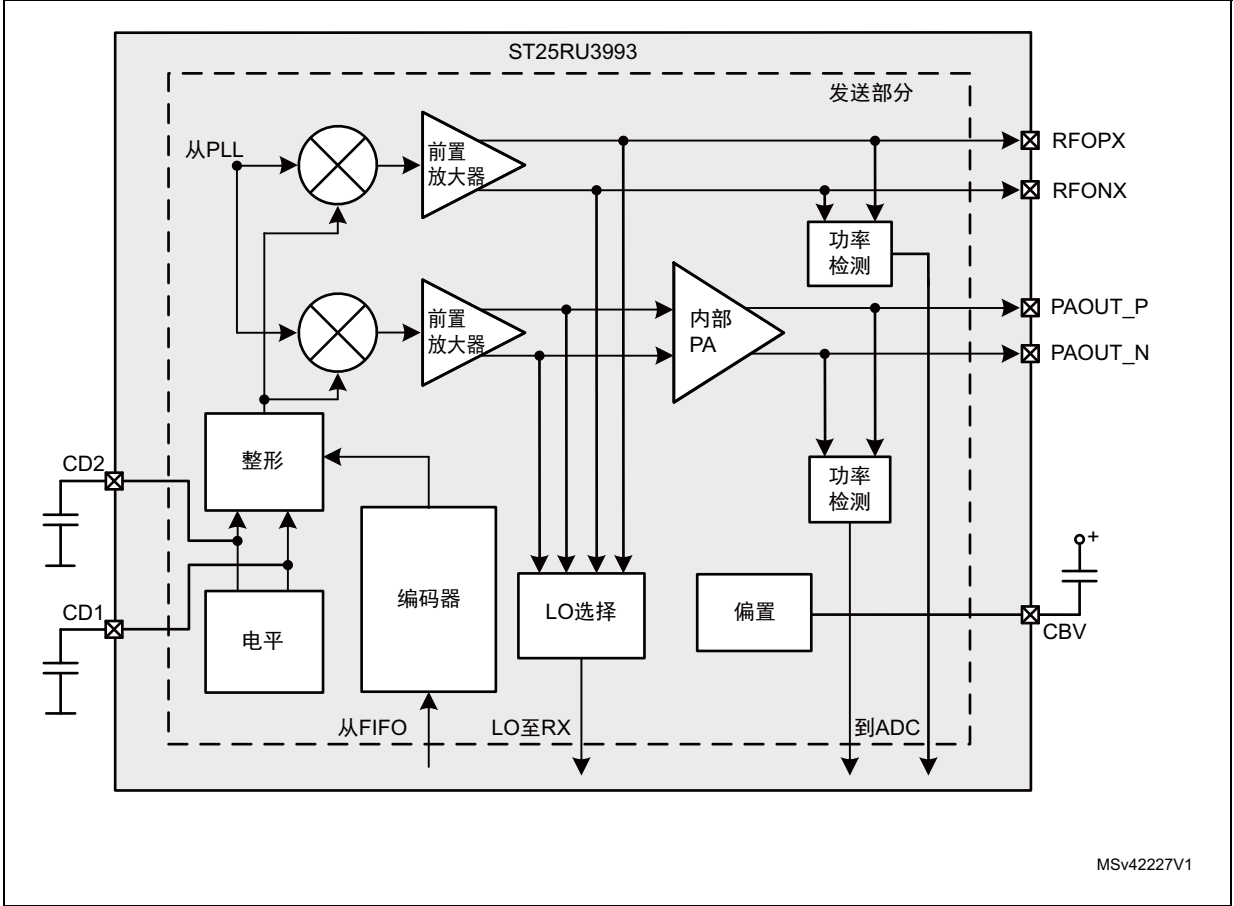 ST25RU3993
发送部分
从PLL
前置
放大器
RFOPX
RFONX
功率
检测
前置
放大器
内部
PA
PAOUT_P
PAOUT_N
整形
CD2
功率
检测
编码器
LO选择
偏置
+
CBV
CD1
电平
从FIFO
LO至RX
到ADC
MSv42227V1